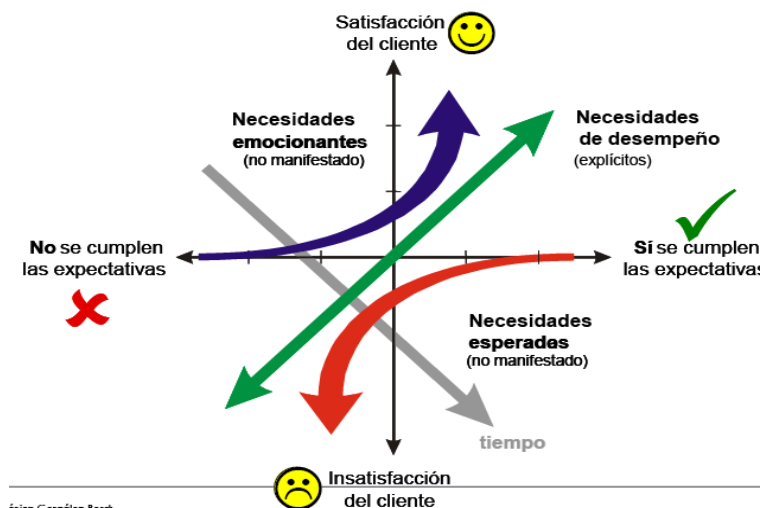 Satisfacción
del cliente
Necesidades
emocionantes
(no manifestado)
Necesidades
de desempeño
(explícitos)
No se cumplen
las expectativas
Sí se cumplen
las expectativas
Necesidades
esperadas
(no manifestado)
tiempo
Insatisfacción
del cliente